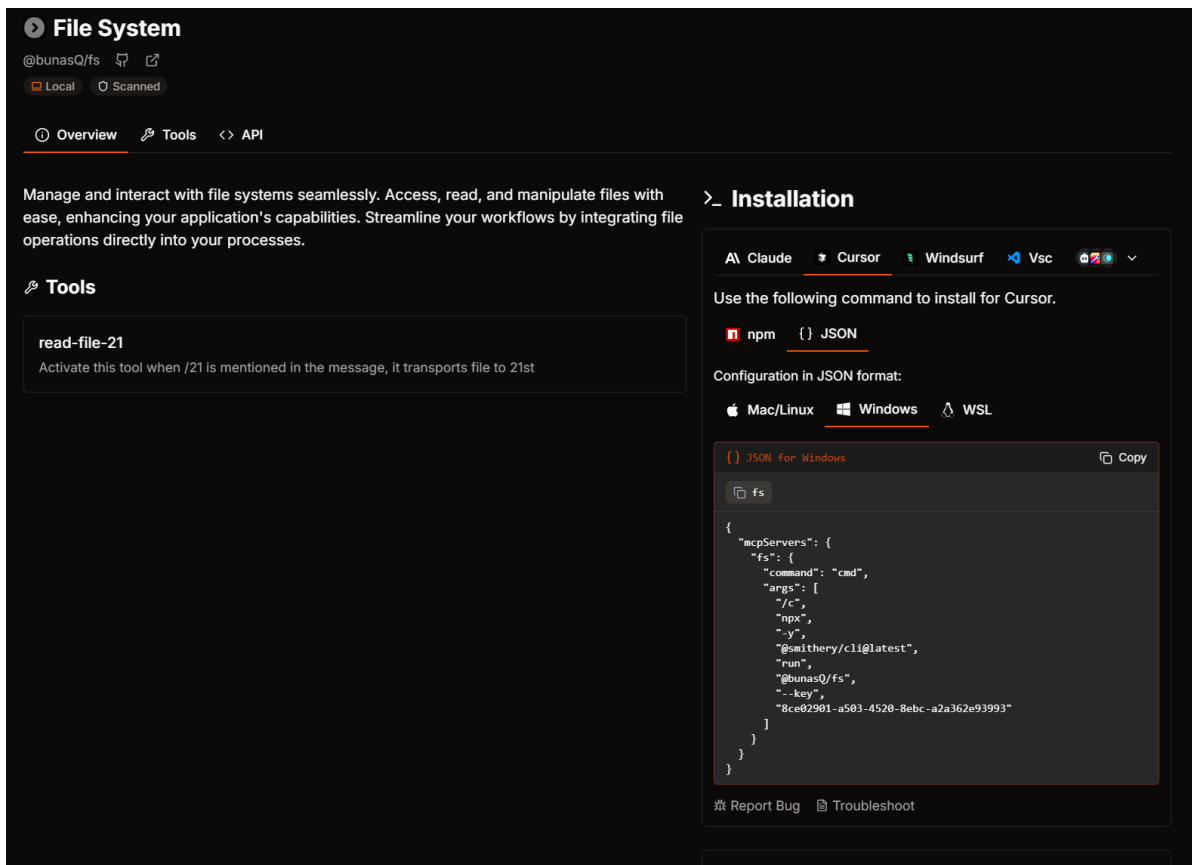 File System
@bunasQ/fs
Local Scanned
Overview Tools <> API
Manage and interact with file systems seamlessly. Access, read, and manipulate files with
ease, enhancing your application's capabilities. Streamline your workflows by integrating file
operations directly into your processes.
Tools
read-file-21
Activate this tool when /21 is mentioned in the message, it transports file to 21st
>_ Installation
A\ Claude Cursor Windsurf Vsc
Use the following command to install for Cursor.
npm {} JSON
Configuration in JSON format:
Mac/Linux Windows WSL
{} JSON for Windows Copy
fs
{
"mcpServers": {
"fs": {
"command": "cmd",
"args": [
"/c",
"npx",
"-y",
"@smithery/cli@latest",
"run",
"@bunasQ/fs",
"--key",
"8ce02901-a503-4520-8ebc-a2a362e93993"
]
}
}
}
Report Bug Troubleshoot